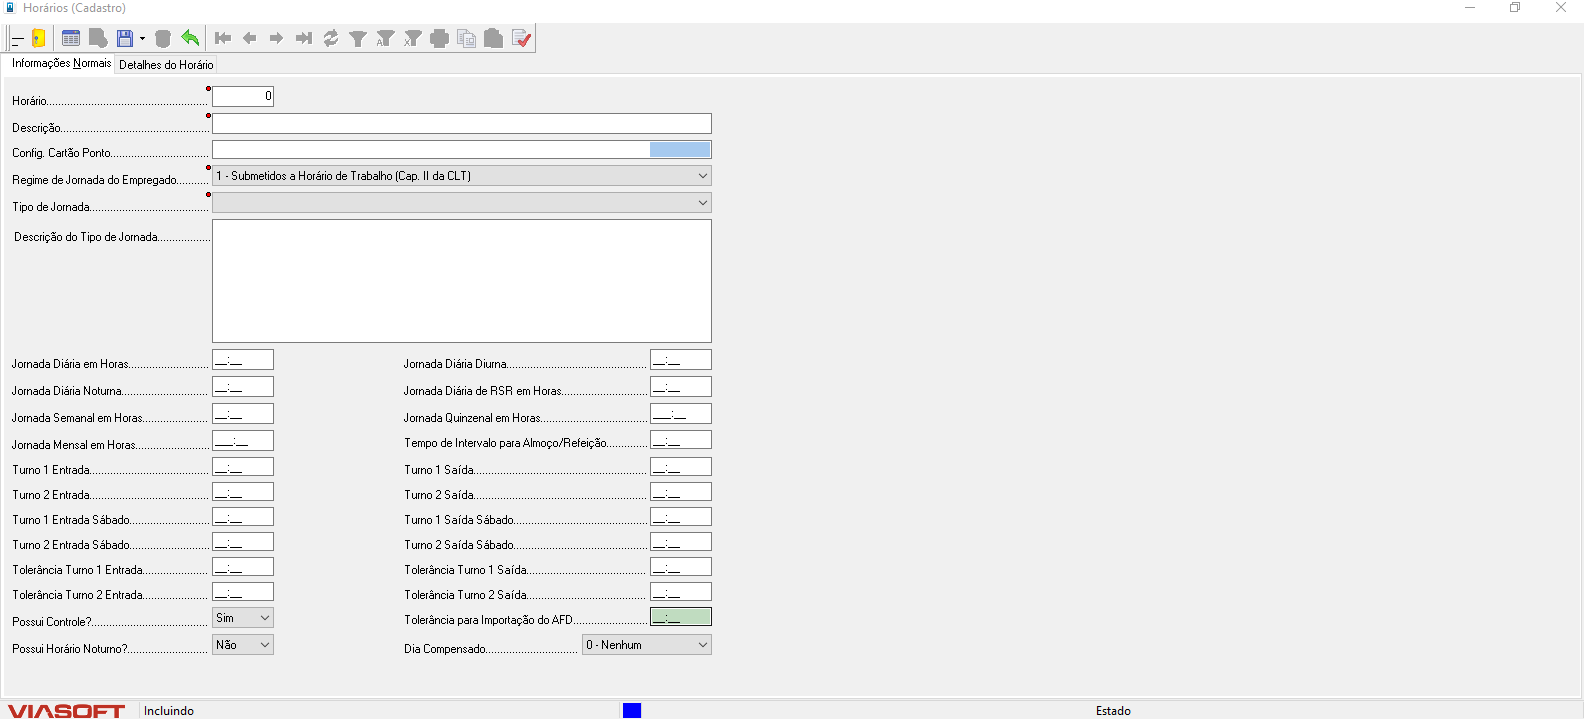 Horários (Cadastro)
Informações Normais Detalhes do Horário
Horário 0
Descrição
Config. Cartão Ponto
Regime de Jornada do Empregado 1 - Submetidos a Horário de Trabalho (Cap. II da CLT)
Tipo de Jornada
Descrição do Tipo de Jornada
Jornada Diária em Horas __:__ Jornada Diária Diurna __:__
Jornada Diária Noturna __:__ Jornada Diária de RSR em Horas __:__
Jornada Semanal em Horas __:__ Jornada Quinzenal em Horas ___:__
Jornada Mensal em Horas ___:__ Tempo de Intervalo para Almoço/Refeição __:__
Turno 1 Entrada __:__ Turno 1 Saída __:__
Turno 2 Entrada __:__ Turno 2 Saída __:__
Turno 1 Entrada Sábado __:__ Turno 1 Saída Sábado __:__
Turno 2 Entrada Sábado __:__ Turno 2 Saída Sábado __:__
Tolerância Turno 1 Entrada __:__ Tolerância Turno 1 Saída __:__
Tolerância Turno 2 Entrada __:__ Tolerância Turno 2 Saída __:__
Possui Controle? Sim Tolerância para Importação do AFD __:__
Possui Horário Noturno? Não Dia Compensado 0 - Nenhum
VIASOFT Incluindo Estado